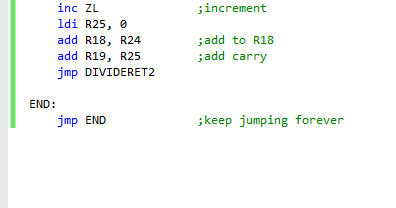 inc ZL ;increment
ldi R25, 0
add R18, R24 ;add to R18
add R19, R25 ;add carry
jmp DIVIDERET2
END:
jmp END ;keep jumping forever